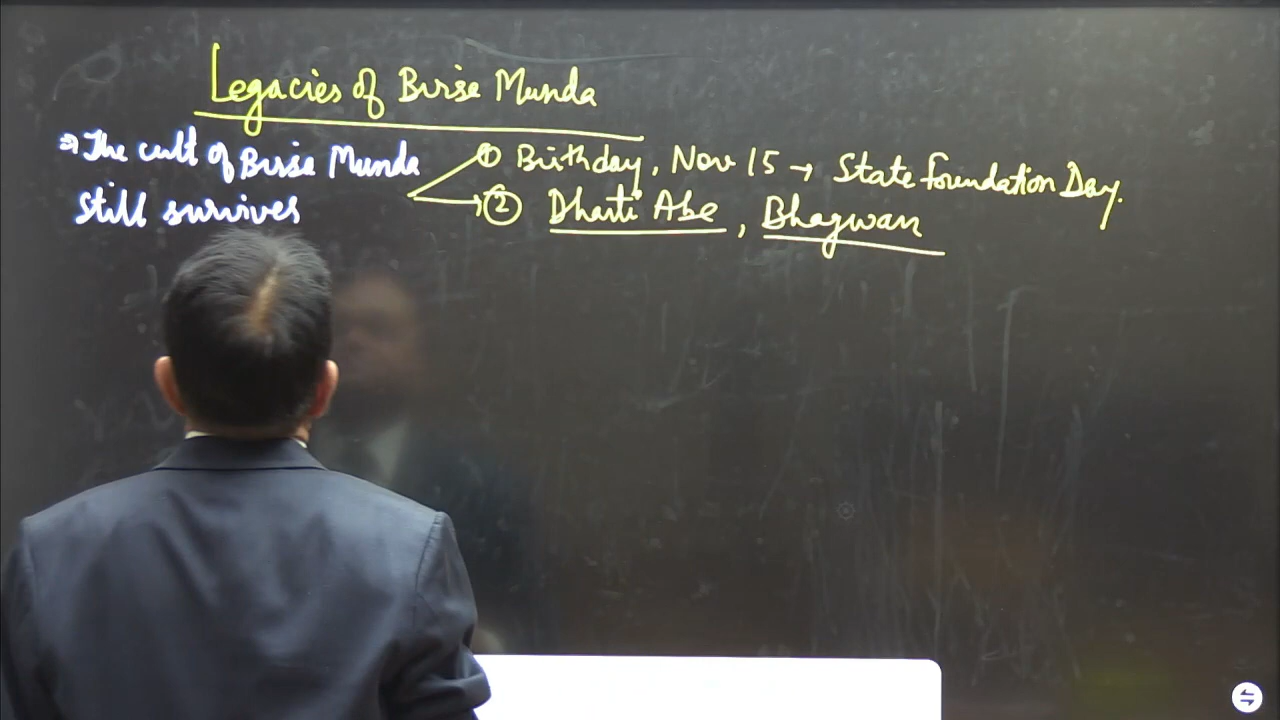 Legacies of Birsa Munda
⇒ The cult of Birsa Munda
still survives
① Birthday, Nov 15 → State foundation Day.
② Dharti Aba, Bhagwan